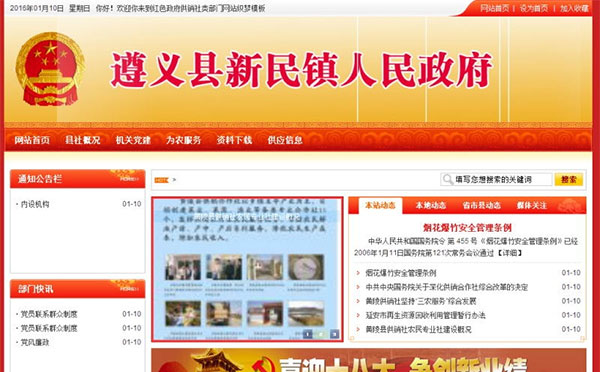 2016年01月10日 星期日 你好！欢迎你来到红色政府供销社类部门网站织梦模板
网站首页 | 设为首页 | 加入收藏
遵义县新民镇人民政府
网站首页 县社概况 机关党建 为农服务 资料下载 供应信息
通知公告栏
内设机构 01-10
部门快讯
党员联系群众制度 01-10
党员联系群众制度 01-10
党风廉政 01-10
>
填写您想搜索的关键词 搜索
站内动态 本地动态 省市县动态 媒体关注
烟花爆竹安全管理条例
中华人民共和国国务院令 第 455 号 《烟花爆竹安全管理条例》已经
2006年1月11日国务院第121次常务会议通过 【详细】
烟花爆竹安全管理条例 01-10
中共中央国务院关于深化供销合作社综合改革的决定 01-10
黄陵供销社坚持“三农服务”综合发展 01-10
延安市再生资源回收利用管理暂行办法 01-10
黄陵县供销社农民专业社建设概况 01-10
喜迎十八大 争创新业绩